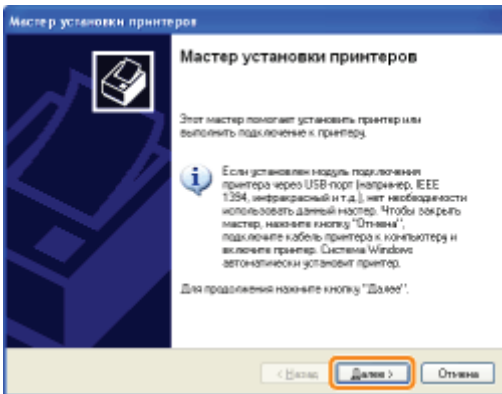 Мастер установки принтеров
Мастер установки принтеров
Этот мастер помогает установить принтер или
выполнить подключение к принтеру.
Если установлен модуль подключения
принтера через USB-порт (например, IEEE
1394, инфракрасный и т.д.), нет необходимости
использовать данный мастер. Чтобы закрыть
мастер, нажмите кнопку "Отмена",
подключите кабель принтера к компьютеру и
включите принтер. Система Windows
автоматически установит принтер.
Для продолжения нажмите кнопку "Далее".
< Назад Далее > Отмена